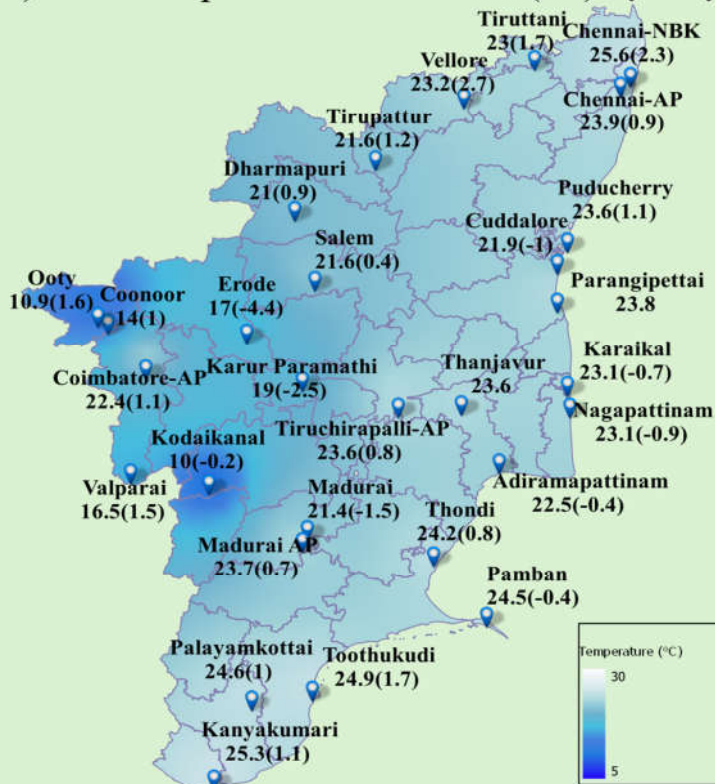 Tiruttani
23(1.7)
Chennai-NBK
25.6(2.3)
Vellore
23.2(2.7)
Chennai-AP
23.9(0.9)
Tirupattur
21.6(1.2)
Dharmapuri
21(0.9)
Puducherry
23.6(1.1)
Cuddalore
21.9(-1)
Salem
21.6(0.4)
Ooty
10.9(1.6)
Coonoor
14(1)
Erode
17(-4.4)
Parangipettai
23.8
Coimbatore-AP
22.4(1.1)
Karur Paramathi
19(-2.5)
Thanjavur
23.6
Karaikal
23.1(-0.7)
Nagapattinam
23.1(-0.9)
Tiruchirapalli-AP
23.6(0.8)
Kodaikanal
10(-0.2)
Valparai
16.5(1.5)
Adiramapattinam
22.5(-0.4)
Madurai
21.4(-1.5)
Thondi
24.2(0.8)
Madurai AP
23.7(0.7)
Pamban
24.5(-0.4)
Palayamkottai
24.6(1)
Toothukudi
24.9(1.7)
Kanyakumari
25.3(1.1)
Temperature (°C)
30
5